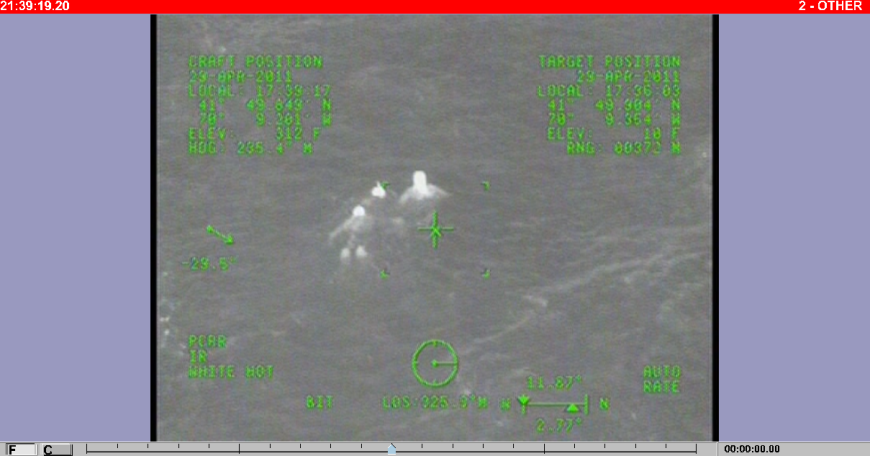 21:39:19.20
2 - OTHER
CRAFT POSITION
29-APR-2011
LOCAL: 17:39:17
41° 49.849' N
70° 9.201' W
ELEV: 312 F
HDG: 235.4° M
TARGET POSITION
29-APR-2011
LOCAL: 17:36:03
41° 49.904' N
70° 9.354' W
ELEV: 10 F
RNG: 00372 M
-29.5°
PCAR
IR
WHITE HOT
11.87°
AUTO
RATE
BIT
LOS:325.9°M
W
N
2.77°
F
C
00:00:00.00